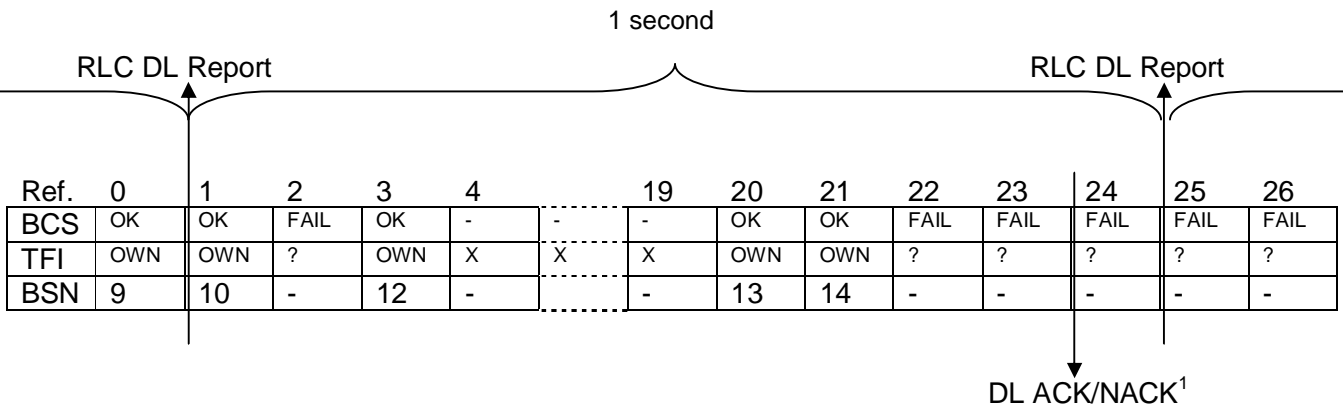 1 second
RLC DL Report RLC DL Report
Ref. 0 1 2 3 4 19 20 21 22 23 24 25 26
BCS OK OK FAIL OK - - - OK OK FAIL FAIL FAIL FAIL FAIL
TFI OWN OWN ? OWN X X X OWN OWN ? ? ? ? ?
BSN 9 10 - 12 - - 13 14 - - - - -
DL ACK/NACK¹